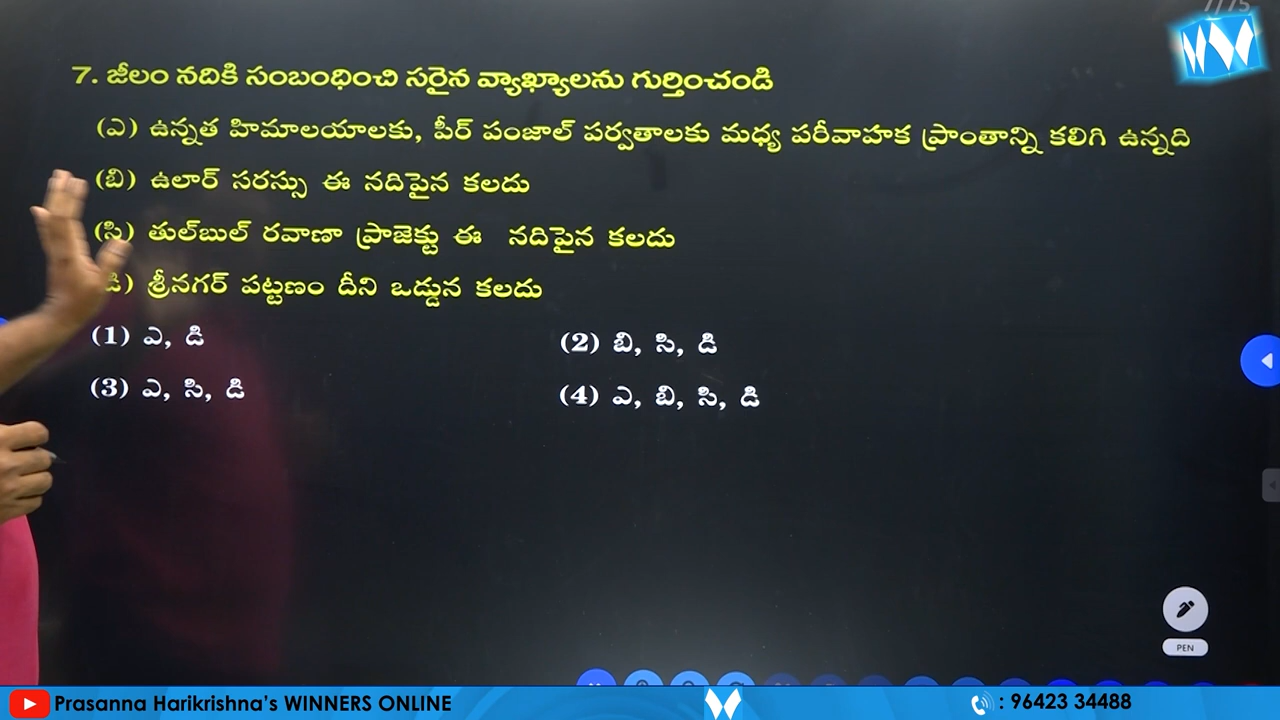 7/75
7. జీలం నదికి సంబంధించి సరైన వ్యాఖ్యాలను గుర్తించండి
(ఎ) ఉన్నత హిమాలయాలకు, పీర్ పంజాల్ పర్వతాలకు మధ్య పరీవాహక ప్రాంతాన్ని కలిగి ఉన్నది
(బి) ఉలార్ సరస్సు ఈ నదిపైన కలదు
(సి) తుల్‌బుల్ రవాణా ప్రాజెక్టు ఈ నదిపైన కలదు
డి) శ్రీనగర్ పట్టణం దీని ఒడ్డున కలదు
(1) ఎ, డి (2) బి, సి, డి
(3) ఎ, సి, డి (4) ఎ, బి, సి, డి
PEN
Prasanna Harikrishna's WINNERS ONLINE : 96423 34488